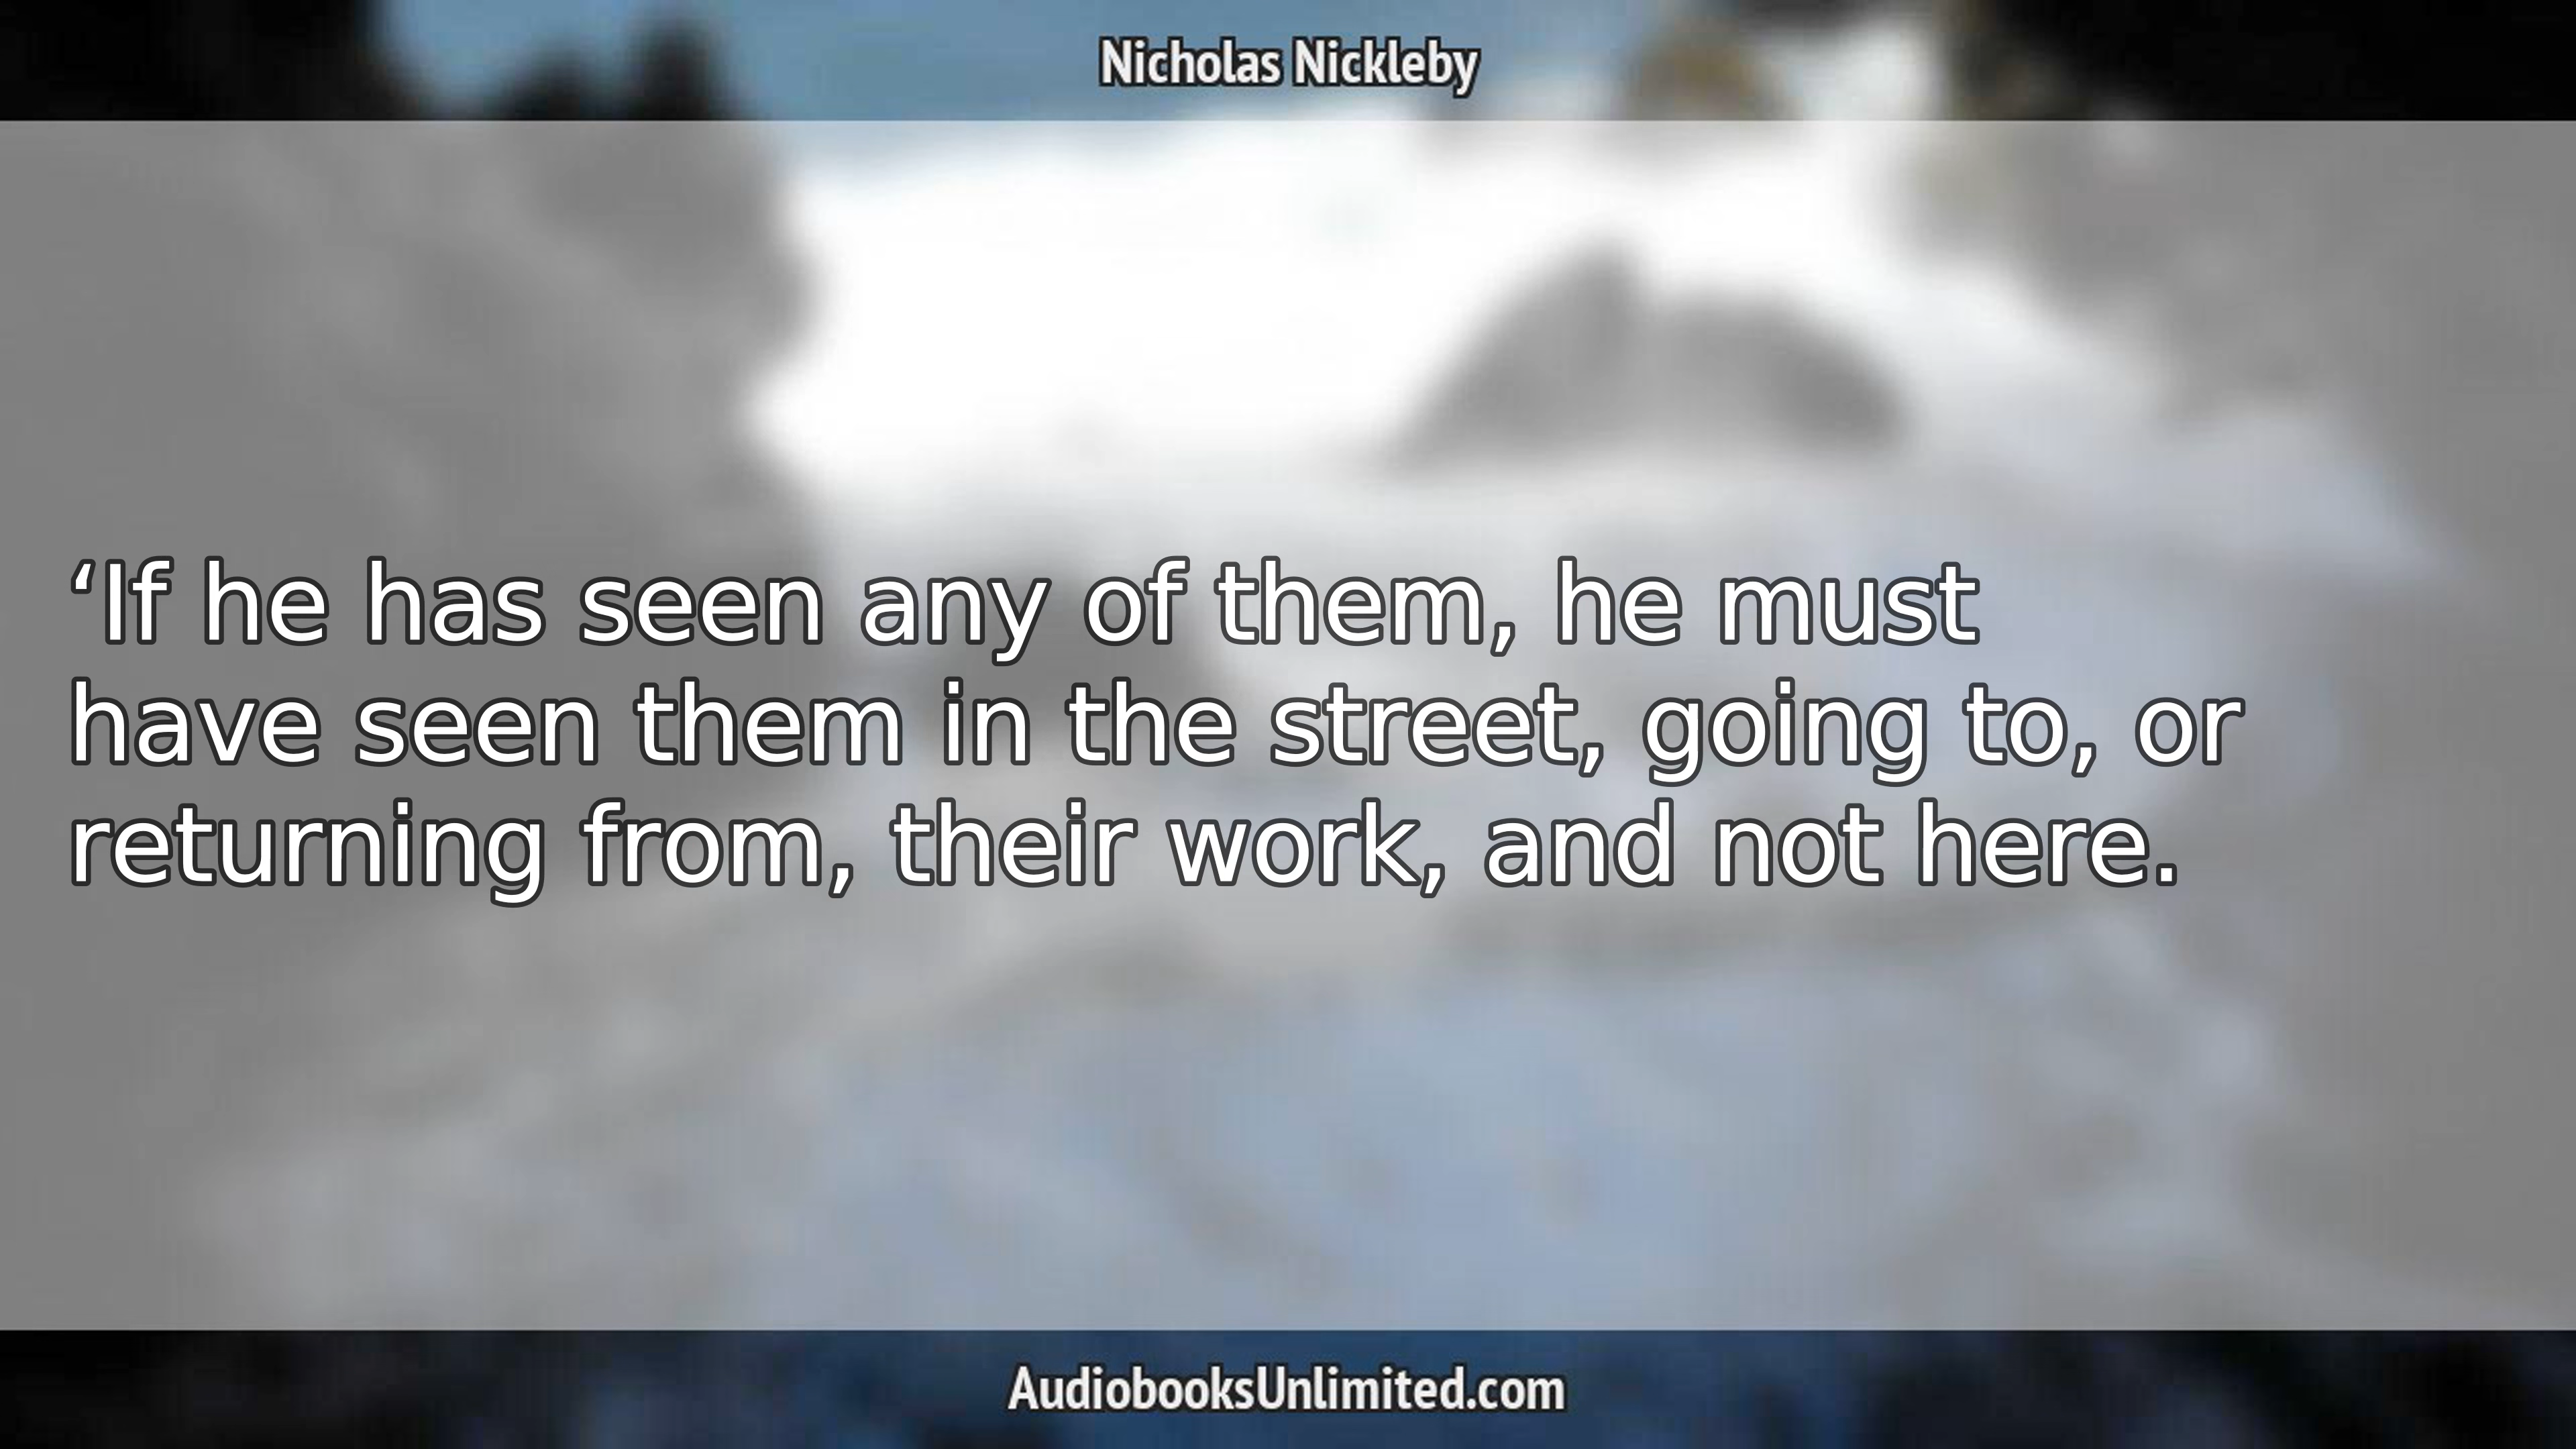 Nicholas Nickleby
‘If he has seen any of them, he must
have seen them in the street, going to, or
returning from, their work, and not here.
AudiobooksUnlimited.com